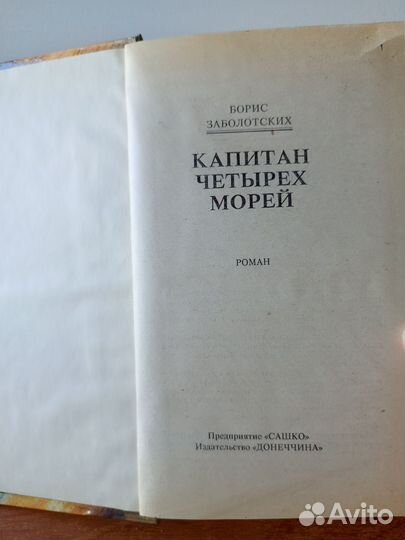 БОРИС
ЗАБОЛОТСКИХ
КАПИТАН
ЧЕТЫРЕХ
МОРЕЙ
РОМАН
Предприятие «САШКО»
Издательство «ДОНЕЧЧИНА»
Avito